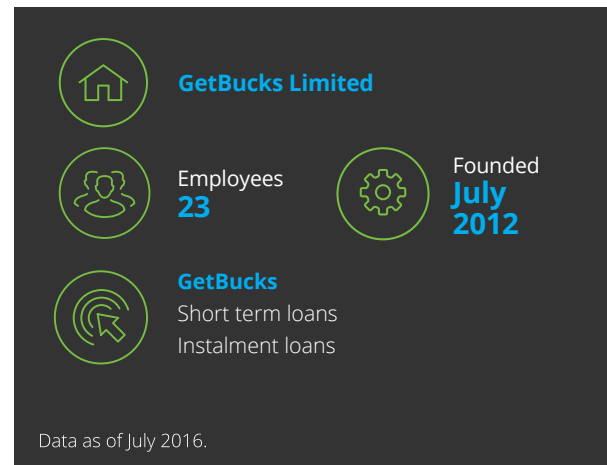 GetBucks Limited
Employees
23
Founded
July
2012
GetBucks
Short term loans
Instalment loans
Data as of July 2016.